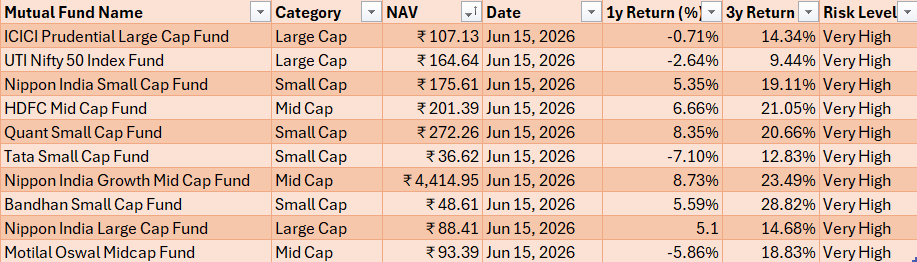 Mutual Fund Name Category NAV Date 1y Return (%) 3y Return Risk Level
ICICI Prudential Large Cap Fund Large Cap ₹ 107.13 Jun 15, 2026 -0.71% 14.34% Very High
UTI Nifty 50 Index Fund Large Cap ₹ 164.64 Jun 15, 2026 -2.64% 9.44% Very High
Nippon India Small Cap Fund Small Cap ₹ 175.61 Jun 15, 2026 5.35% 19.11% Very High
HDFC Mid Cap Fund Mid Cap ₹ 201.39 Jun 15, 2026 6.66% 21.05% Very High
Quant Small Cap Fund Small Cap ₹ 272.26 Jun 15, 2026 8.35% 20.66% Very High
Tata Small Cap Fund Small Cap ₹ 36.62 Jun 15, 2026 -7.10% 12.83% Very High
Nippon India Growth Mid Cap Fund Mid Cap ₹ 4,414.95 Jun 15, 2026 8.73% 23.49% Very High
Bandhan Small Cap Fund Small Cap ₹ 48.61 Jun 15, 2026 5.59% 28.82% Very High
Nippon India Large Cap Fund Large Cap ₹ 88.41 Jun 15, 2026 5.1 14.68% Very High
Motilal Oswal Midcap Fund Mid Cap ₹ 93.39 Jun 15, 2026 -5.86% 18.83% Very High